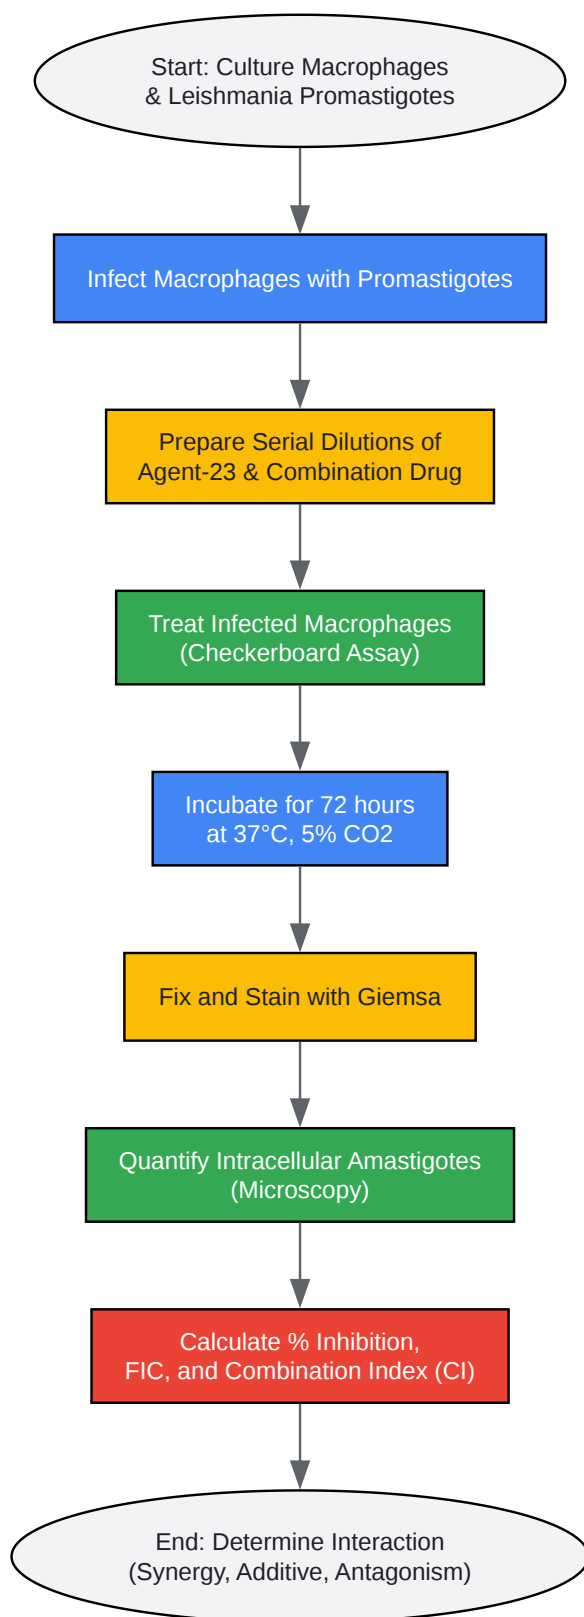 Start: Culture Macrophages
& Leishmania Promastigotes
Infect Macrophages with Promastigotes
Prepare Serial Dilutions of
Agent-23 & Combination Drug
Treat Infected Macrophages
(Checkerboard Assay)
Incubate for 72 hours
at 37°C, 5% CO2
Fix and Stain with Giemsa
Quantify Intracellular Amastigotes
(Microscopy)
Calculate % Inhibition,
FIC, and Combination Index (CI)
End: Determine Interaction
(Synergy, Additive, Antagonism)